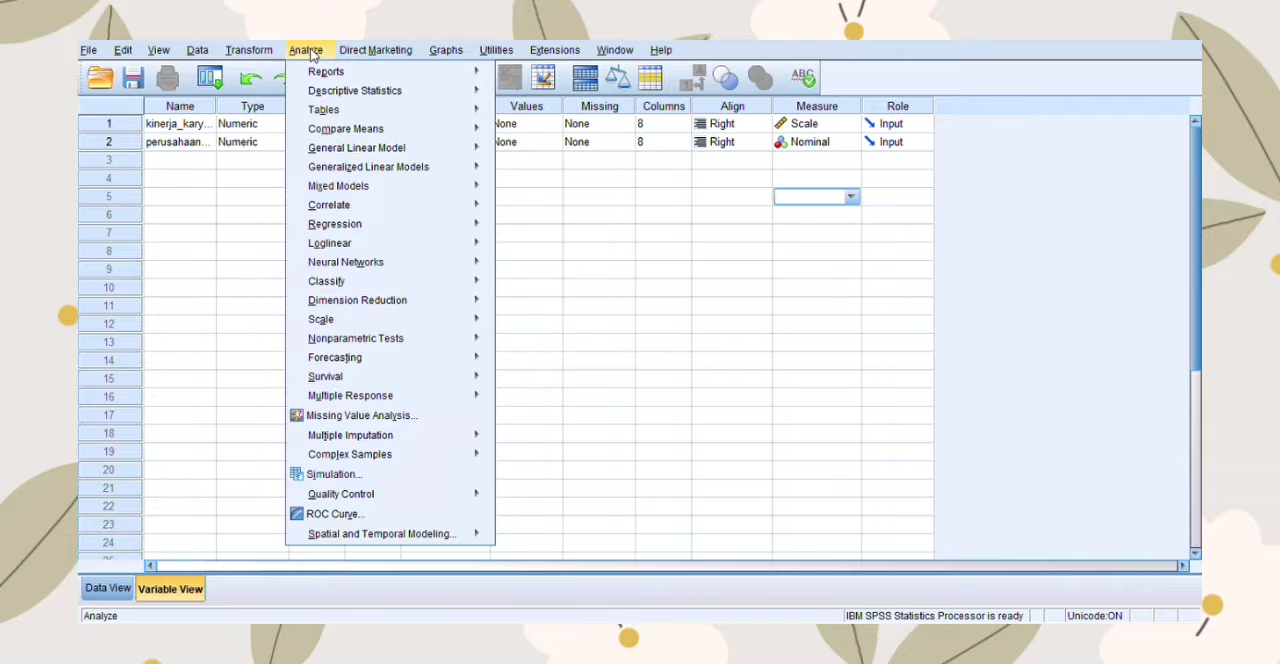 File Edit View Data Transform Analyze Direct Marketing Graphs Utilities Extensions Window Help
Name Type Values Missing Columns Align Measure Role
1 kinerja_kary... Numeric None None 8 Right Scale Input
2 perusahaan... Numeric None None 8 Right Nominal Input
3
4
5
6
7
8
9
10
11
12
13
14
15
16
17
18
19
20
21
22
23
24
Reports
Descriptive Statistics
Tables
Compare Means
General Linear Model
Generalized Linear Models
Mixed Models
Correlate
Regression
Loglinear
Neural Networks
Classify
Dimension Reduction
Scale
Nonparametric Tests
Forecasting
Survival
Multiple Response
Missing Value Analysis...
Multiple Imputation
Complex Samples
Simulation...
Quality Control
ROC Curve...
Spatial and Temporal Modeling...
Data View Variable View
Analyze IBM SPSS Statistics Processor is ready Unicode:ON